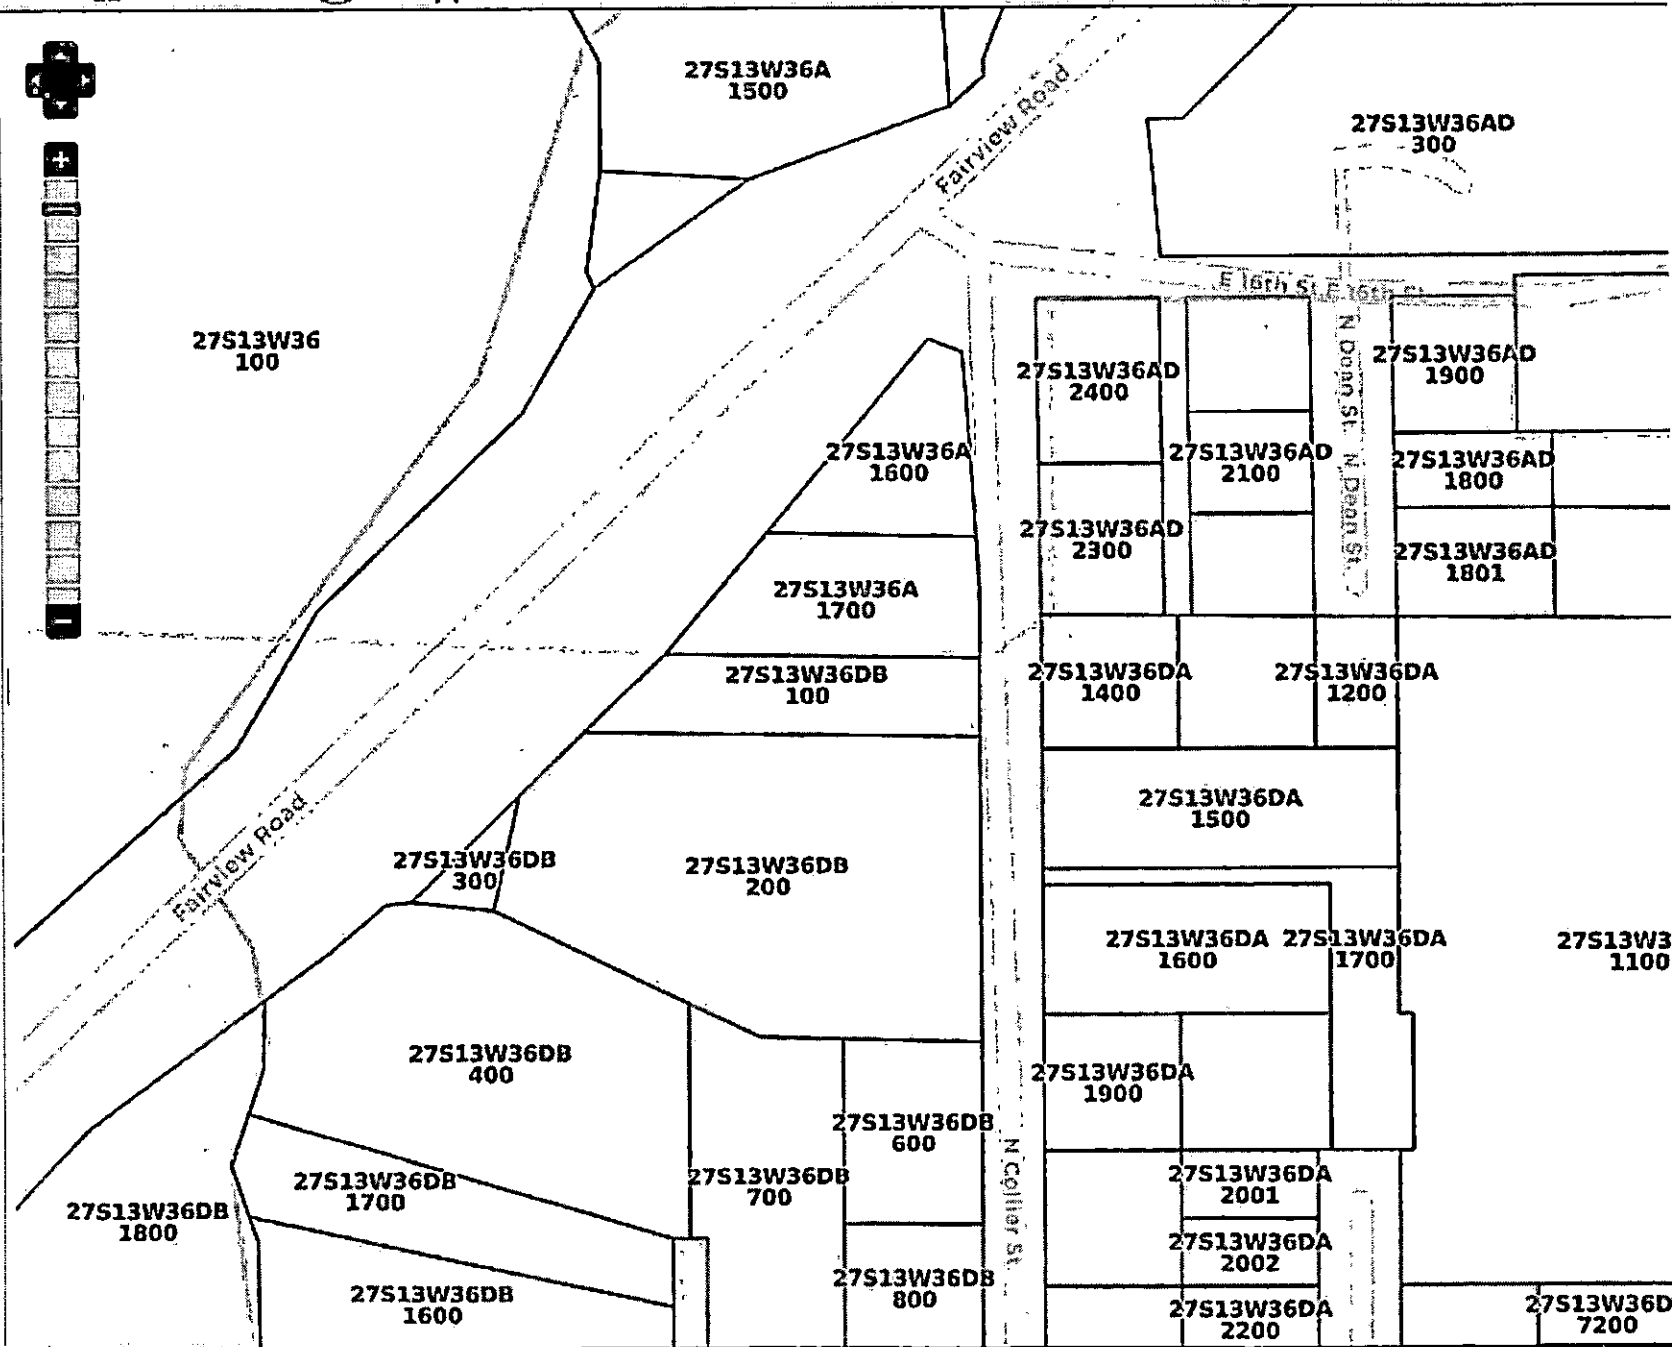 27S13W36A
1500
Fairview Road
27S13W36AD
300
E 16th St.E 16th St.
27S13W36
100
27S13W36AD
2400
N Dean St.
27S13W36AD
1900
27S13W36A
1600
27S13W36AD
2100
27S13W36AD
1800
N Dean St.
27S13W36AD
2300
27S13W36AD
1801
27S13W36A
1700
27S13W36DB
100
27S13W36DA
1400
27S13W36DA
1200
27S13W36DA
1500
Fairview Road
27S13W36DB
300
27S13W36DB
200
27S13W36DA
1600
27S13W36DA
1700
27S13W3
1100
27S13W36DB
400
27S13W36DA
1900
27S13W36DB
600
N Collier St.
27S13W36DB
1700
27S13W36DB
700
27S13W36DA
2001
27S13W36DB
1800
27S13W36DA
2002
27S13W36DB
1600
27S13W36DB
800
27S13W36DA
2200
27S13W36D
7200